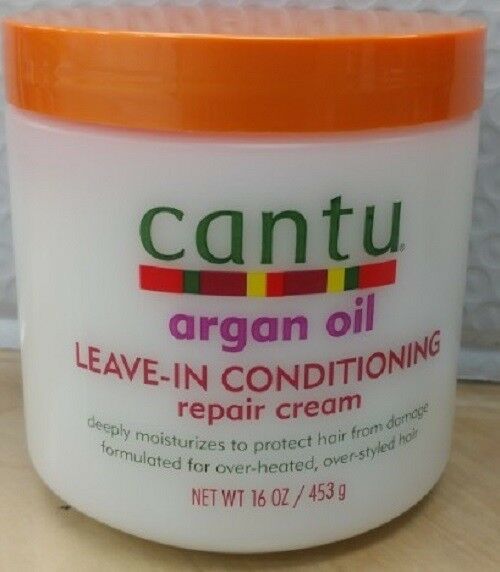 cantu®
argan oil
LEAVE-IN CONDITIONING
repair cream
deeply moisturizes to protect hair from damage
formulated for over-heated, over-styled hair
NET WT 16 OZ / 453 g